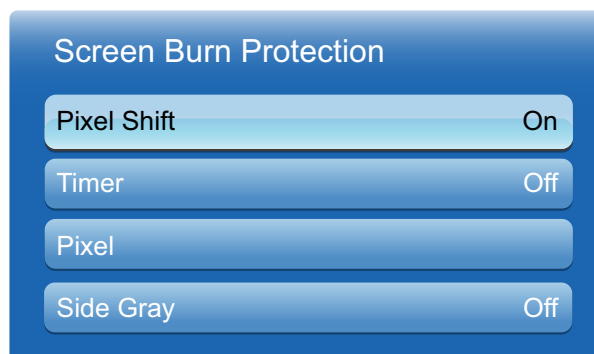 Screen Burn Protection
Pixel Shift On
Timer Off
Pixel
Side Gray Off